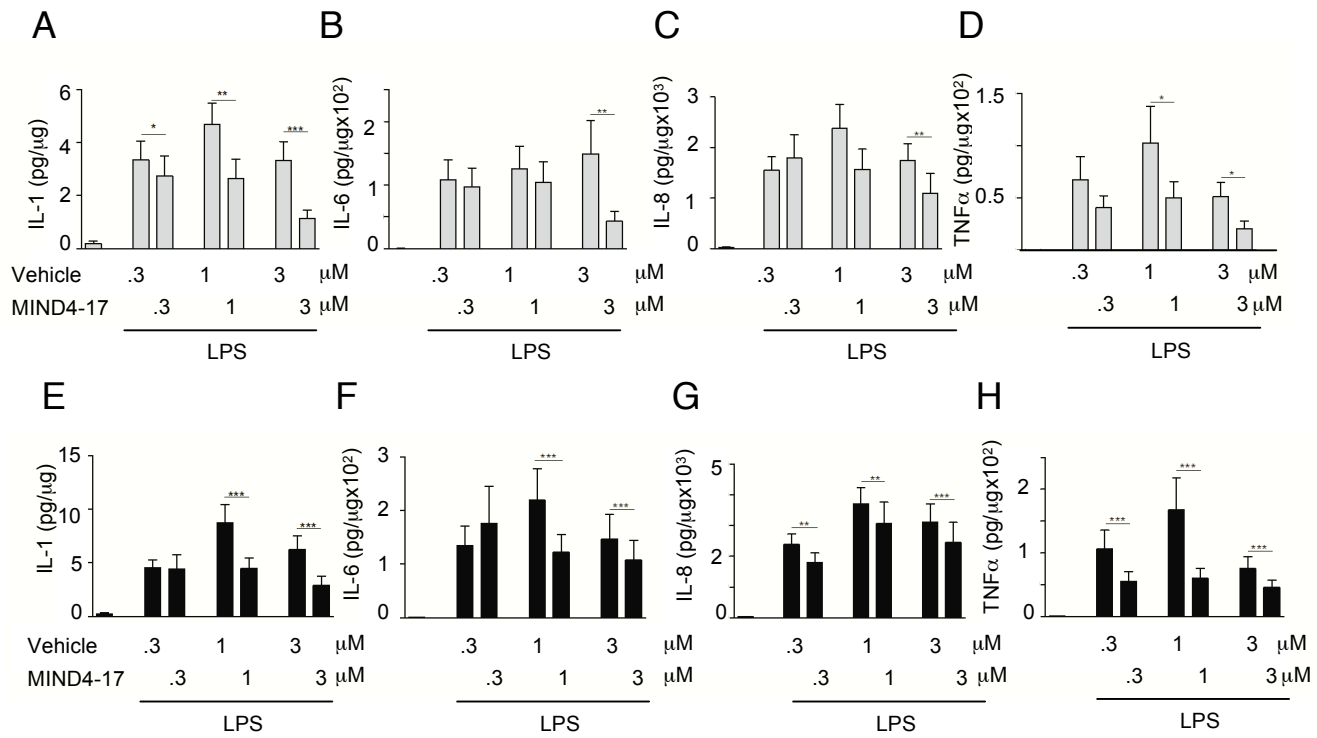 A
B
C
D
IL-1 (pg/μg)
6
4
2
0
* ** ***
IL-6 (pg/μgx10²)
2
1
0
**
IL-8 (pg/μgx10³)
3
2
1
0
**
TNFα (pg/μgx10²)
1.5
0.5
* *
Vehicle .3 1 3 μM .3 1 3 μM .3 1 3 μM .3 1 3 μM
MIND4-17 .3 1 3 μM .3 1 3 μM .3 1 3 μM .3 1 3 μM
LPS LPS LPS LPS
E
F
G
H
IL-1 (pg/μg)
15
10
5
0
*** ***
IL-6 (pg/μgx10²)
3
2
1
0
*** ***
IL-8 (pg/μgx10³)
5
2
0
** ** ***
TNFα (pg/μgx10²)
2
1
0
*** *** ***
Vehicle .3 1 3 μM .3 1 3 μM .3 1 3 μM .3 1 3 μM
MIND4-17 .3 1 3 μM .3 1 3 μM .3 1 3 μM .3 1 3 μM
LPS LPS LPS LPS